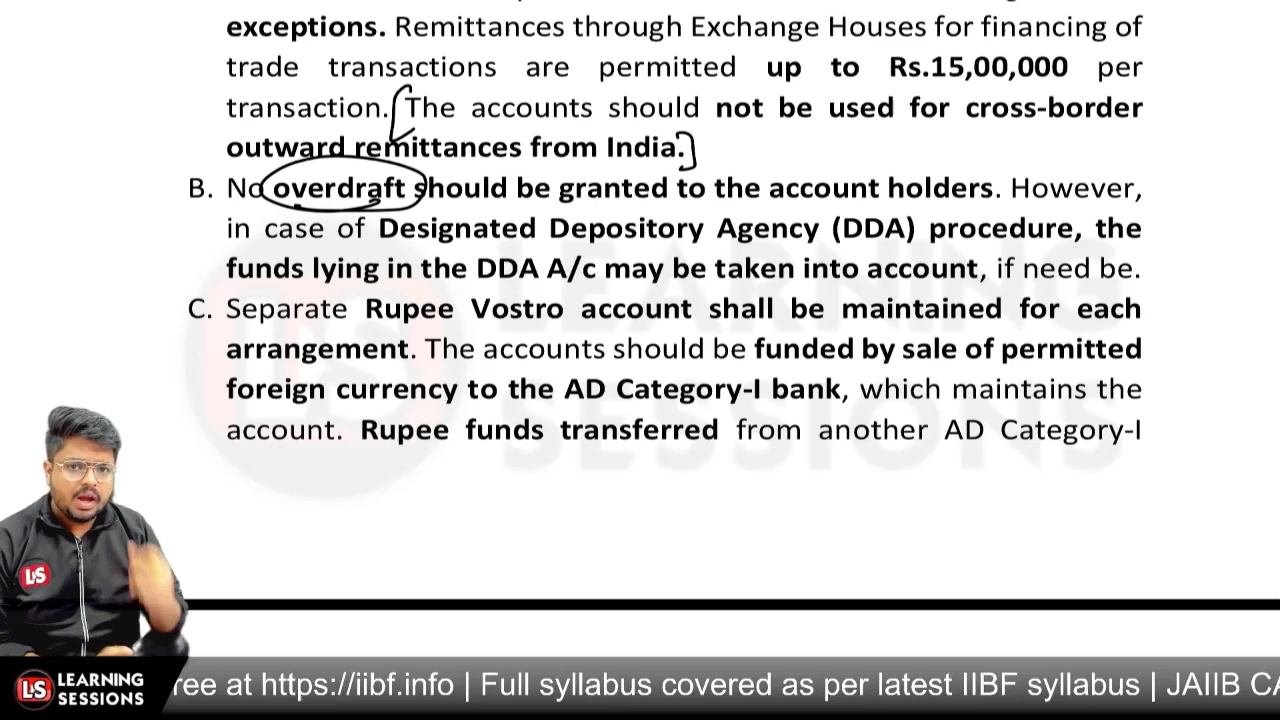 exceptions. Remittances through Exchange Houses for financing of
trade transactions are permitted up to Rs.15,00,000 per
transaction. The accounts should not be used for cross-border
outward remittances from India.
B. No overdraft should be granted to the account holders. However,
in case of Designated Depository Agency (DDA) procedure, the
funds lying in the DDA A/c may be taken into account, if need be.
C. Separate Rupee Vostro account shall be maintained for each
arrangement. The accounts should be funded by sale of permitted
foreign currency to the AD Category-I bank, which maintains the
account. Rupee funds transferred from another AD Category-I
LS LEARNING SESSIONS
LS
LS LEARNING
SESSIONS
ree at https://iibf.info | Full syllabus covered as per latest IIBF syllabus | JAIIB CA